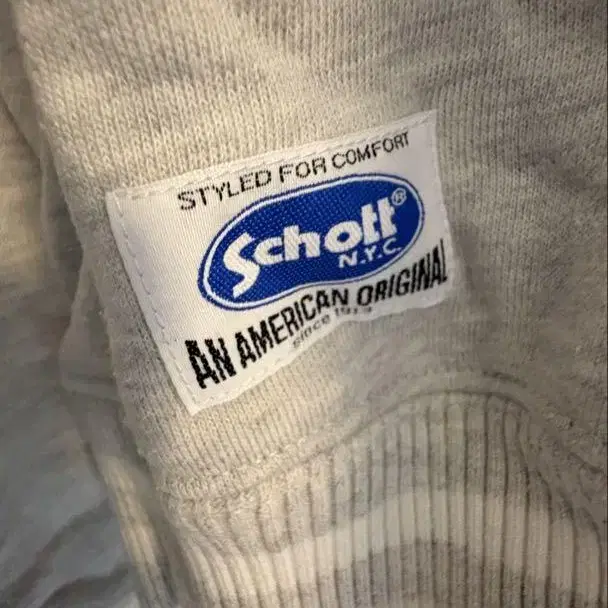 STYLED FOR COMFORT
Schott®
N.Y.C.
AN AMERICAN ORIGINAL
since 1913